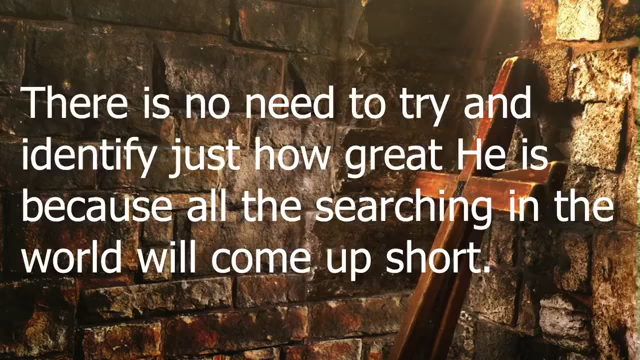 There is no need to try and
identify just how great He is
because all the searching in the
world will come up short.